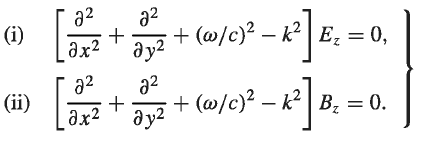 (i) [∂²/∂x² + ∂²/∂y² + (ω/c)² − k²] E_z = 0,
(ii) [∂²/∂x² + ∂²/∂y² + (ω/c)² − k²] B_z = 0. }